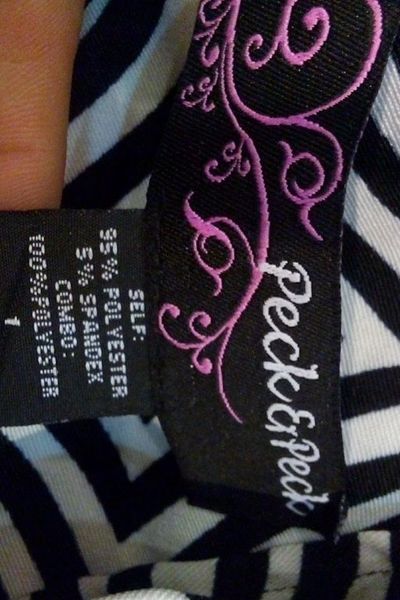 Peck & Peck
SELF:
95% POLYESTER
5% SPANDEX
COMBO:
100% POLYESTER
1